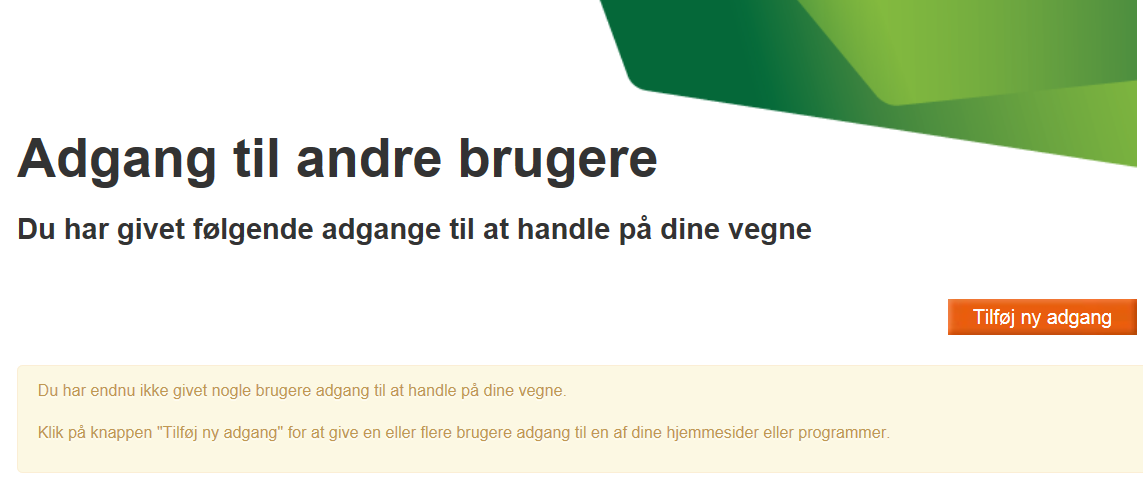 Adgang til andre brugere
Du har givet følgende adgange til at handle på dine vegne
Tilføj ny adgang
Du har endnu ikke givet nogle brugere adgang til at handle på dine vegne.
Klik på knappen "Tilføj ny adgang" for at give en eller flere brugere adgang til en af dine hjemmesider eller programmer.